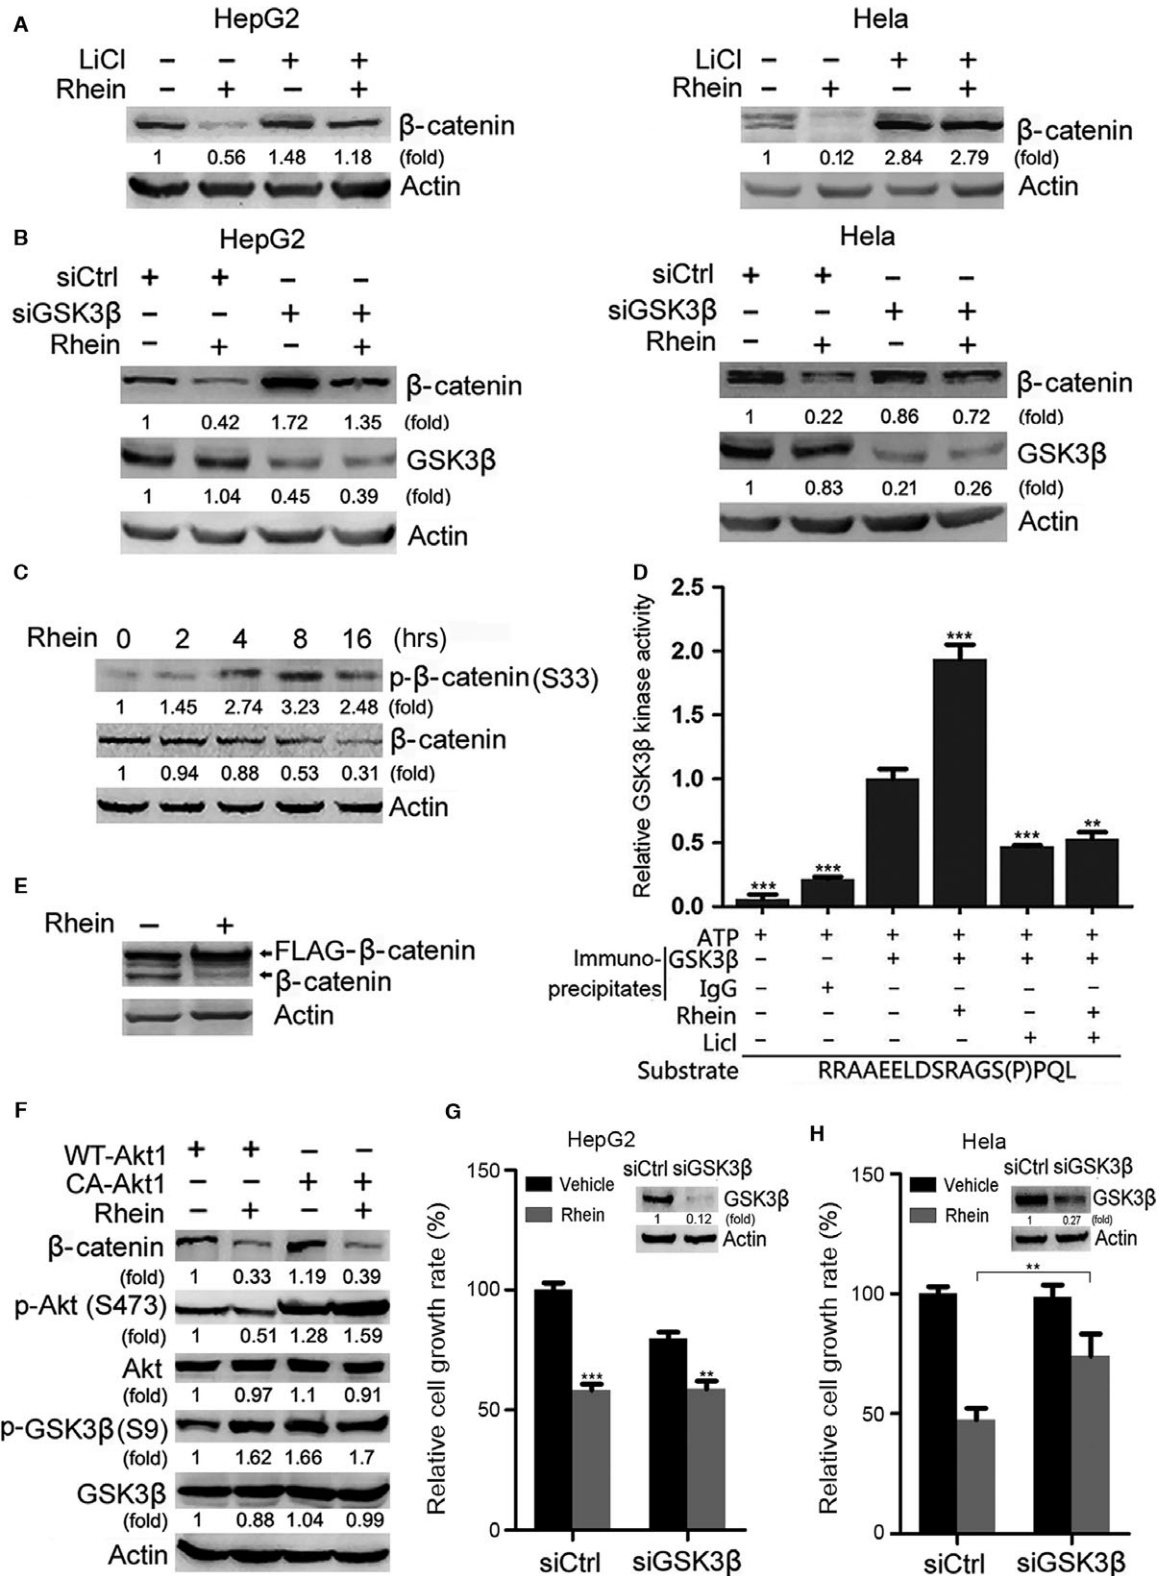 A
HepG2
LiCl − − + +
Rhein − + − +
β-catenin
1 0.56 1.48 1.18 (fold)
Actin
Hela
LiCl − − + +
Rhein − + − +
β-catenin
1 0.12 2.84 2.79 (fold)
Actin
B
HepG2
siCtrl + + − −
siGSK3β − − + +
Rhein − + − +
β-catenin
1 0.42 1.72 1.35 (fold)
GSK3β
1 1.04 0.45 0.39 (fold)
Actin
Hela
siCtrl + + − −
siGSK3β − − + +
Rhein − + − +
β-catenin
1 0.22 0.86 0.72 (fold)
GSK3β
1 0.83 0.21 0.26 (fold)
Actin
C
Rhein 0 2 4 8 16 (hrs)
p-β-catenin (S33)
1 1.45 2.74 3.23 2.48 (fold)
β-catenin
1 0.94 0.88 0.53 0.31 (fold)
Actin
D
Relative GSK3β kinase activity
2.5
2.0
1.5
1.0
0.5
0.0
*** *** *** *** **
ATP + + + + + +
Immuno-precipitates
GSK3β − − + + + +
IgG − + − − − −
Rhein − − − + − +
Licl − − − − + +
Substrate RRAAEELDSRAGS(P)PQL
E
Rhein − +
FLAG-β-catenin
β-catenin
Actin
F
WT-Akt1 + + − −
CA-Akt1 − − + +
Rhein − + − +
β-catenin
(fold) 1 0.33 1.19 0.39
p-Akt (S473)
(fold) 1 0.51 1.28 1.59
Akt
(fold) 1 0.97 1.1 0.91
p-GSK3β(S9)
(fold) 1 1.62 1.66 1.7
GSK3β
(fold) 1 0.88 1.04 0.99
Actin
G
HepG2
Relative cell growth rate (%)
150
100
50
0
Vehicle
Rhein
siCtrl siGSK3β
GSK3β
1 0.12 (fold)
Actin
*** **
siCtrl siGSK3β
H
Hela
Relative cell growth rate (%)
150
100
50
0
Vehicle
Rhein
siCtrl siGSK3β
GSK3β
1 0.27 (fold)
Actin
**
siCtrl siGSK3β